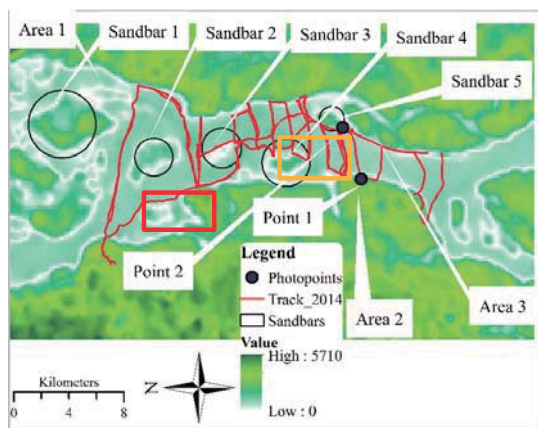 Area 1
Sandbar 1
Sandbar 2
Sandbar 3
Sandbar 4
Sandbar 5
Point 1
Point 2
Area 2
Area 3
Legend
Photopoints
Track_2014
Sandbars
Value
High : 5710
Low : 0
Kilometers
0 4 8
N